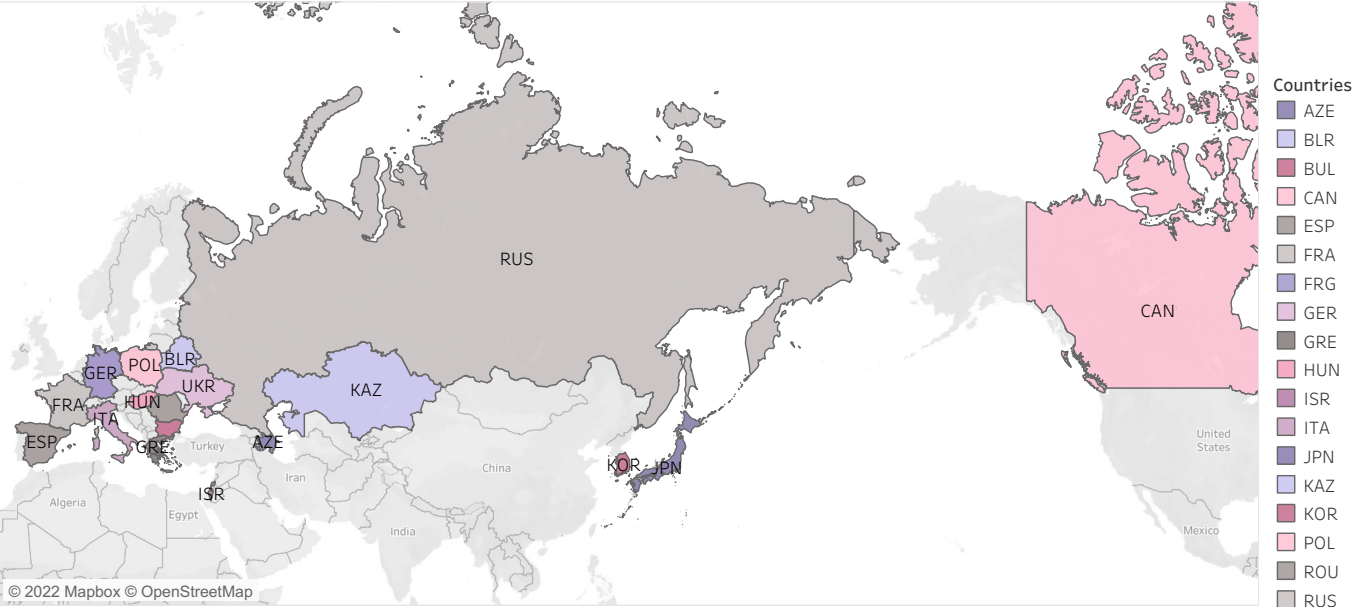 RUS
CAN
BLR
POL
GER
UKR
KAZ
FRA
HUN
ITA
ESP
GRE
Turkey
AZE
KOR
JPN
United
States
China
Iran
ISR
Algeria
Egypt
India
Mexico
© 2022 Mapbox © OpenStreetMap
Countries
AZE
BLR
BUL
CAN
ESP
FRA
FRG
GER
GRE
HUN
ISR
ITA
JPN
KAZ
KOR
POL
ROU
RUS